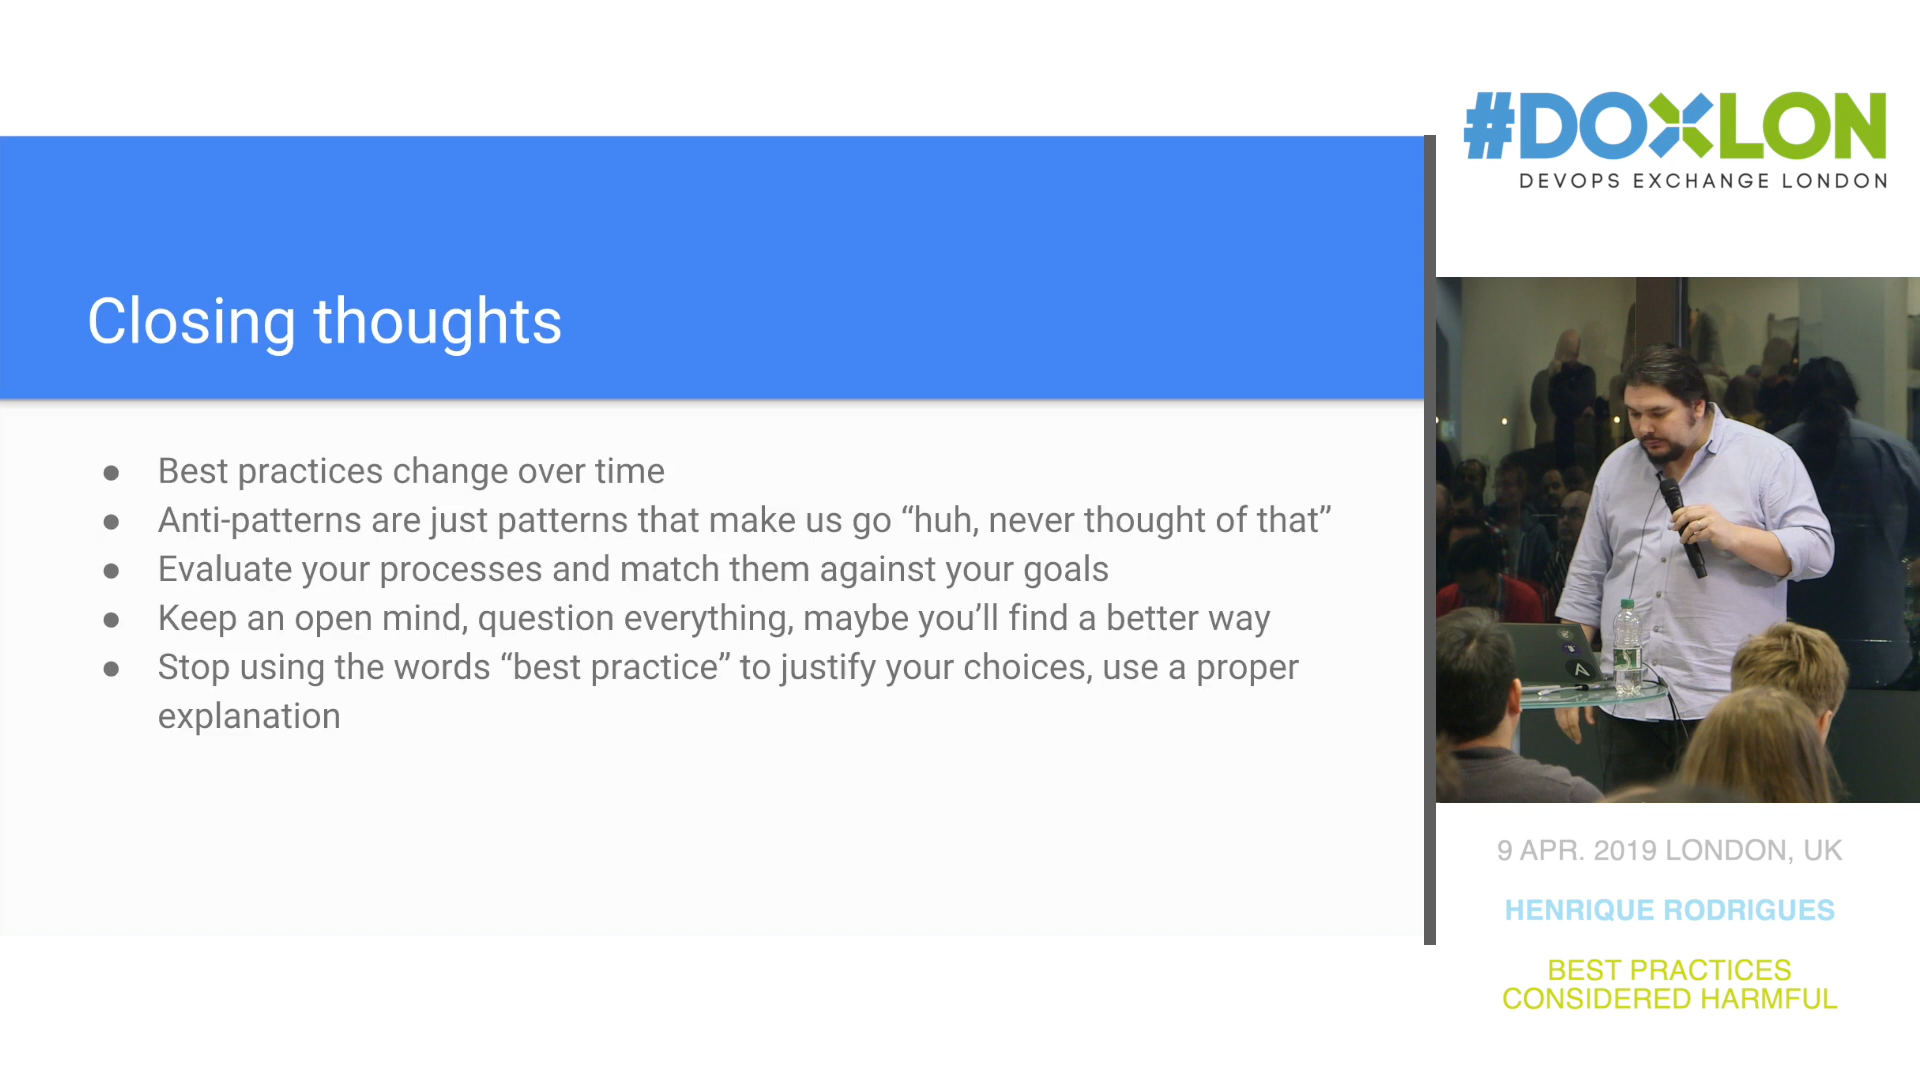 #DOXLON
DEVOPS EXCHANGE LONDON
Closing thoughts
● Best practices change over time
● Anti-patterns are just patterns that make us go “huh, never thought of that”
● Evaluate your processes and match them against your goals
● Keep an open mind, question everything, maybe you’ll find a better way
● Stop using the words “best practice” to justify your choices, use a proper
explanation
9 APR. 2019 LONDON, UK
HENRIQUE RODRIGUES
BEST PRACTICES
CONSIDERED HARMFUL